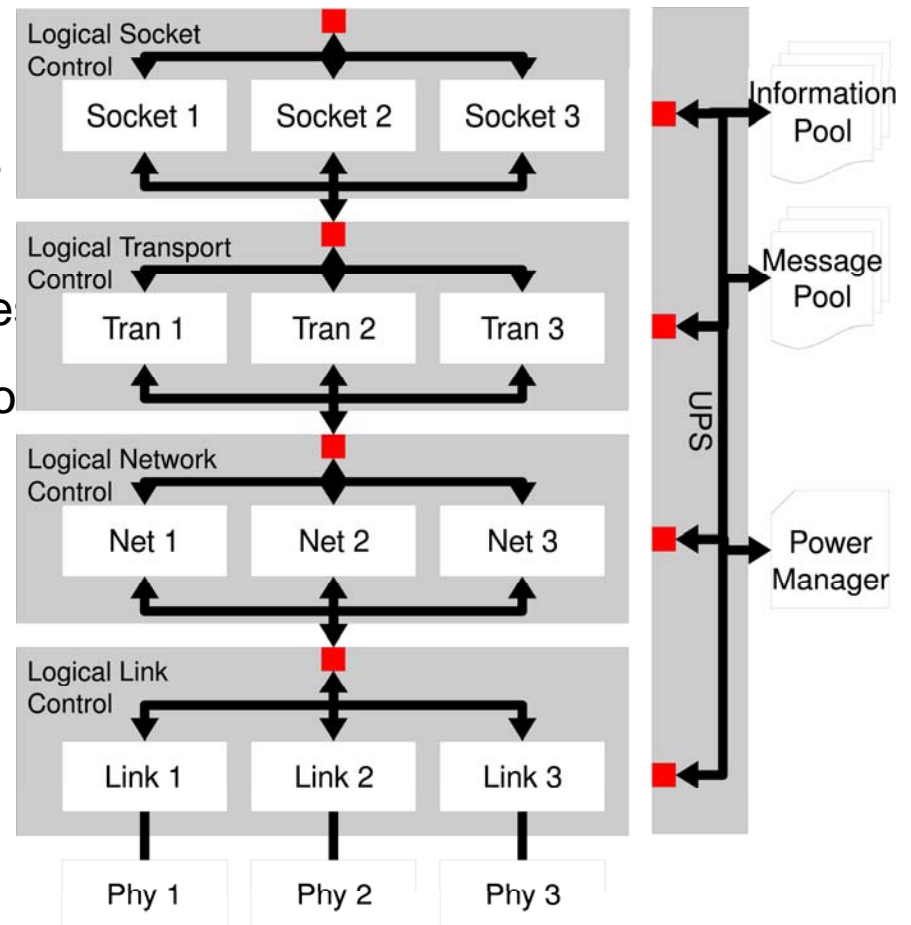 Logical Socket
Control
Socket 1
Socket 2
Socket 3
Logical Transport
Control
Tran 1
Tran 2
Tran 3
Logical Network
Control
Net 1
Net 2
Net 3
Logical Link
Control
Link 1
Link 2
Link 3
Phy 1
Phy 2
Phy 3
UPS
Information
Pool
Message
Pool
Power
Manager